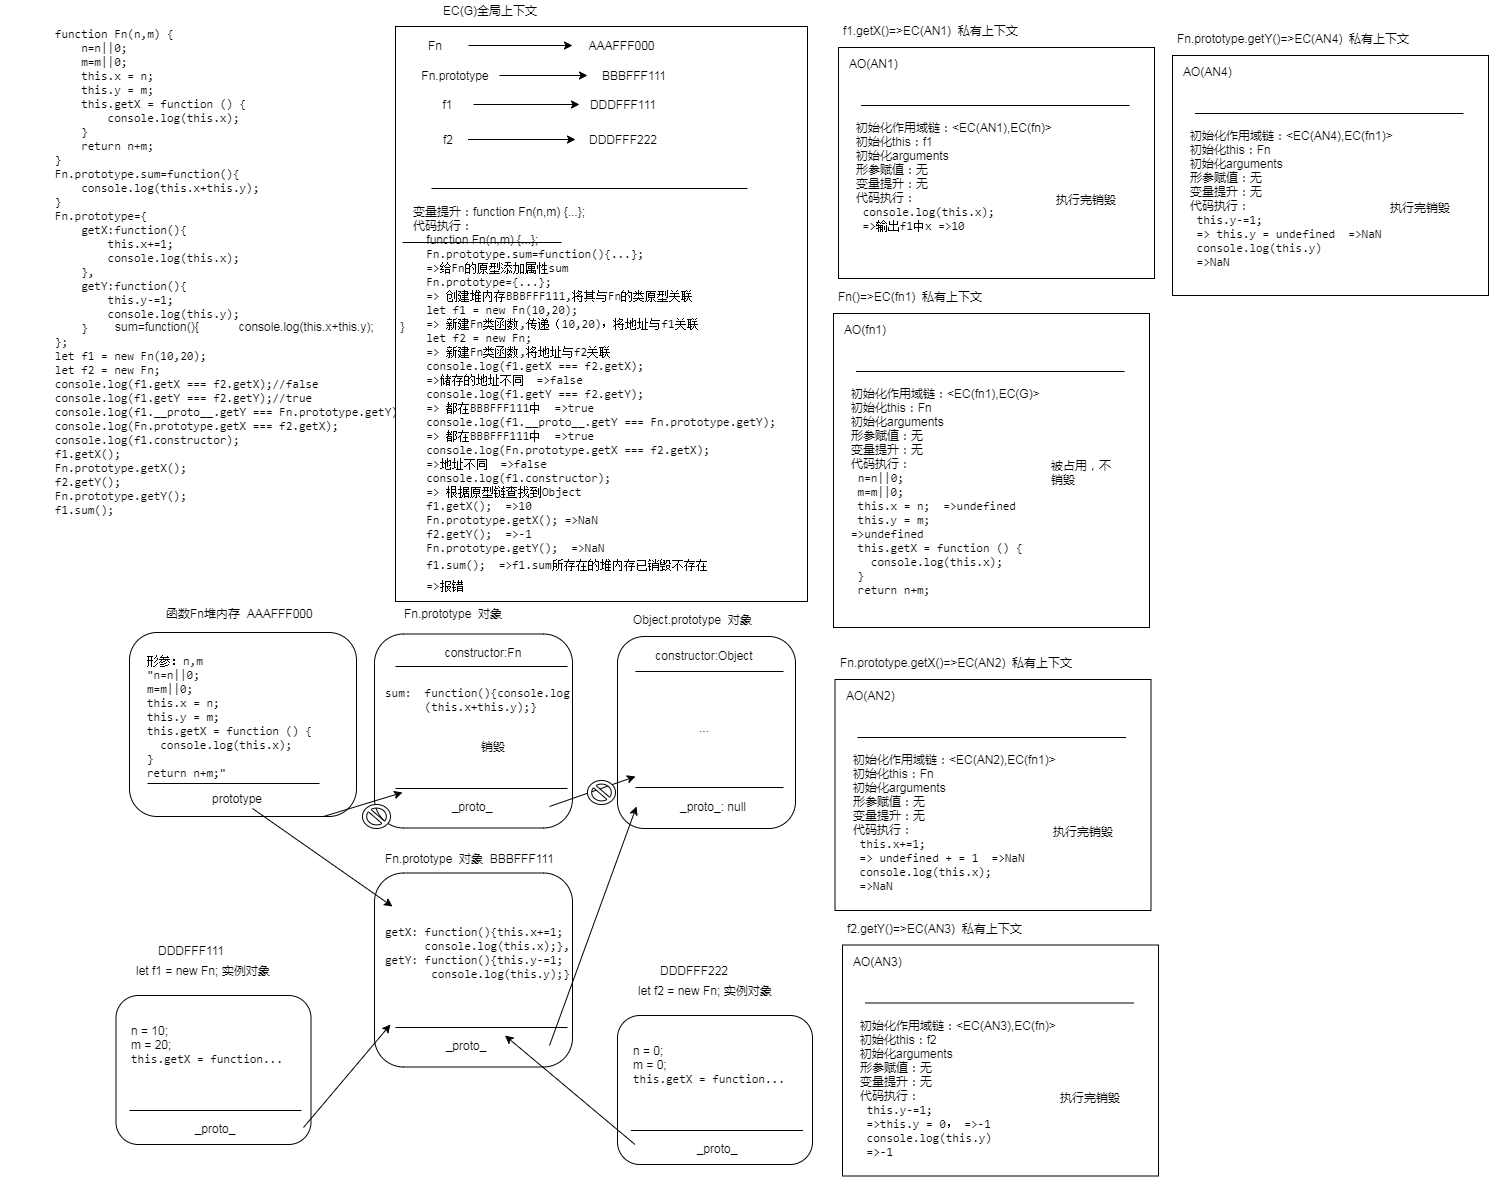 function Fn(n,m) {
n=n||0;
m=m||0;
this.x = n;
this.y = m;
this.getX = function () {
console.log(this.x);
}
return n+m;
}
Fn.prototype.sum=function(){
console.log(this.x+this.y);
}
Fn.prototype={
getX:function(){
this.x+=1;
console.log(this.x);
},
getY:function(){
this.y-=1;
console.log(this.y);
} sum=function(){ console.log(this.x+this.y); }
};
let f1 = new Fn(10,20);
let f2 = new Fn;
console.log(f1.getX === f2.getX);//false
console.log(f1.getY === f2.getY);//true
console.log(f1.__proto__.getY === Fn.prototype.getY)
console.log(Fn.prototype.getX === f2.getX);
console.log(f1.constructor);
f1.getX();
Fn.prototype.getX();
f2.getY();
Fn.prototype.getY();
f1.sum();
EC(G)全局上下文
Fn AAAFFF000
Fn.prototype BBBFFF111
f1 DDDFFF111
f2 DDDFFF222
变量提升：function Fn(n,m) {...};
代码执行：
function Fn(n,m) {...};
Fn.prototype.sum=function(){...};
=>给Fn的原型添加属性sum
Fn.prototype={...};
=> 创建堆内存BBBFFF111,将其与Fn的类原型关联
let f1 = new Fn(10,20);
=> 新建Fn类函数,传递（10,20），将地址与f1关联
let f2 = new Fn;
=> 新建Fn类函数,将地址与f2关联
console.log(f1.getX === f2.getX);
=>储存的地址不同 =>false
console.log(f1.getY === f2.getY);
=> 都在BBBFFF111中 =>true
console.log(f1.__proto__.getY === Fn.prototype.getY);
=> 都在BBBFFF111中 =>true
console.log(Fn.prototype.getX === f2.getX);
=>地址不同 =>false
console.log(f1.constructor);
=> 根据原型链查找到Object
f1.getX(); =>10
Fn.prototype.getX(); =>NaN
f2.getY(); =>-1
Fn.prototype.getY(); =>NaN
f1.sum(); =>f1.sum所存在的堆内存已销毁不存在
=>报错
f1.getX()=>EC(AN1) 私有上下文
AO(AN1)
初始化作用域链：<EC(AN1),EC(fn)>
初始化this：f1
初始化arguments
形参赋值：无
变量提升：无
代码执行：
执行完销毁
console.log(this.x);
=>输出f1中x =>10
Fn.prototype.getY()=>EC(AN4) 私有上下文
AO(AN4)
初始化作用域链：<EC(AN4),EC(fn1)>
初始化this：Fn
初始化arguments
形参赋值：无
变量提升：无
代码执行：
执行完销毁
this.y-=1;
=> this.y = undefined =>NaN
console.log(this.y)
=>NaN
Fn()=>EC(fn1) 私有上下文
AO(fn1)
初始化作用域链：<EC(fn1),EC(G)>
初始化this：Fn
初始化arguments
形参赋值：无
变量提升：无
代码执行：
被占用，不
销毁
n=n||0;
m=m||0;
this.x = n; =>undefined
this.y = m;
=>undefined
this.getX = function () {
console.log(this.x);
}
return n+m;
函数Fn堆内存 AAAFFF000
形参: n,m
"n=n||0;
m=m||0;
this.x = n;
this.y = m;
this.getX = function () {
console.log(this.x);
}
return n+m;"
prototype
Fn.prototype 对象
constructor:Fn
sum: function(){console.log
(this.x+this.y);}
销毁
_proto_
Object.prototype 对象
constructor:Object
...
_proto_: null
Fn.prototype.getX()=>EC(AN2) 私有上下文
AO(AN2)
初始化作用域链：<EC(AN2),EC(fn1)>
初始化this：Fn
初始化arguments
形参赋值：无
变量提升：无
代码执行：
执行完销毁
this.x+=1;
=> undefined + = 1 =>NaN
console.log(this.x);
=>NaN
Fn.prototype 对象 BBBFFF111
getX: function(){this.x+=1;
console.log(this.x);},
getY: function(){this.y-=1;
console.log(this.y);}
_proto_
DDDFFF111
let f1 = new Fn; 实例对象
n = 10;
m = 20;
this.getX = function...
_proto_
DDDFFF222
let f2 = new Fn; 实例对象
n = 0;
m = 0;
this.getX = function...
_proto_
f2.getY()=>EC(AN3) 私有上下文
AO(AN3)
初始化作用域链：<EC(AN3),EC(fn)>
初始化this：f2
初始化arguments
形参赋值：无
变量提升：无
代码执行：
执行完销毁
this.y-=1;
=>this.y = 0， =>-1
console.log(this.y)
=>-1